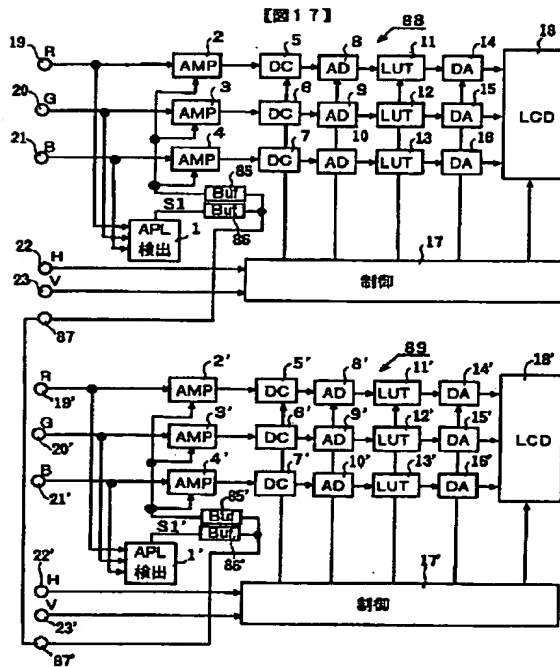 【図17】
88
19 R 2 5 8 11 14 18
AMP DC AD LUT DA
20 G 3 6 9 12 15
AMP DC AD LUT DA LCD
21 B 4 7 10 13 16
AMP DC AD LUT DA
85
Buf
S1 Buf
86
APL
検出 1
22 H 17
23 V 制御
87
89
R 2' 5' 8' 11' 14' 18'
19' AMP DC AD LUT DA
G 3' 6' 9' 12' 15'
20' AMP DC AD LUT DA LCD
B 4' 7' 10' 13' 16'
21' AMP DC AD LUT DA
85'
Buf
S1' Buf
86'
APL
検出 1'
22' H 17'
V 制御
23'
87'